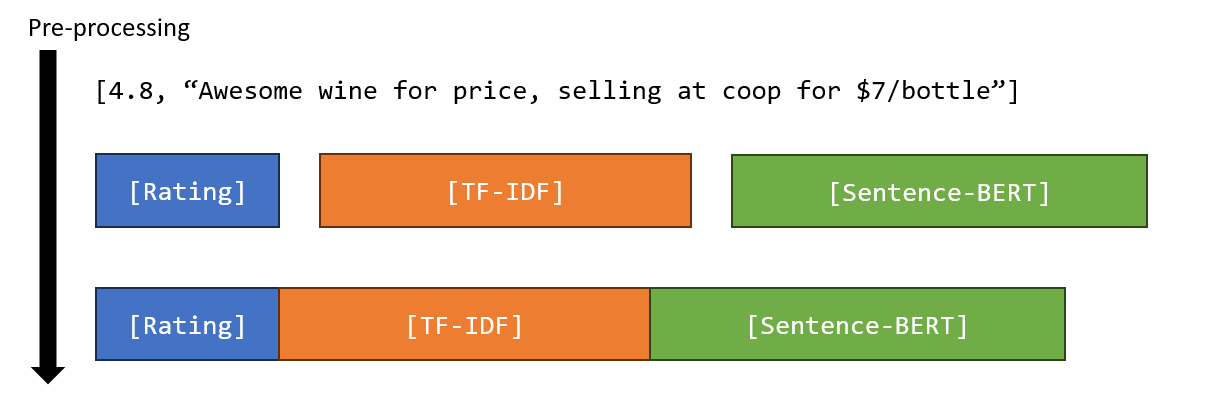 Pre-processing
[4.8, “Awesome wine for price, selling at coop for $7/bottle”]
[Rating] [TF-IDF] [Sentence-BERT]
[Rating] [TF-IDF] [Sentence-BERT]